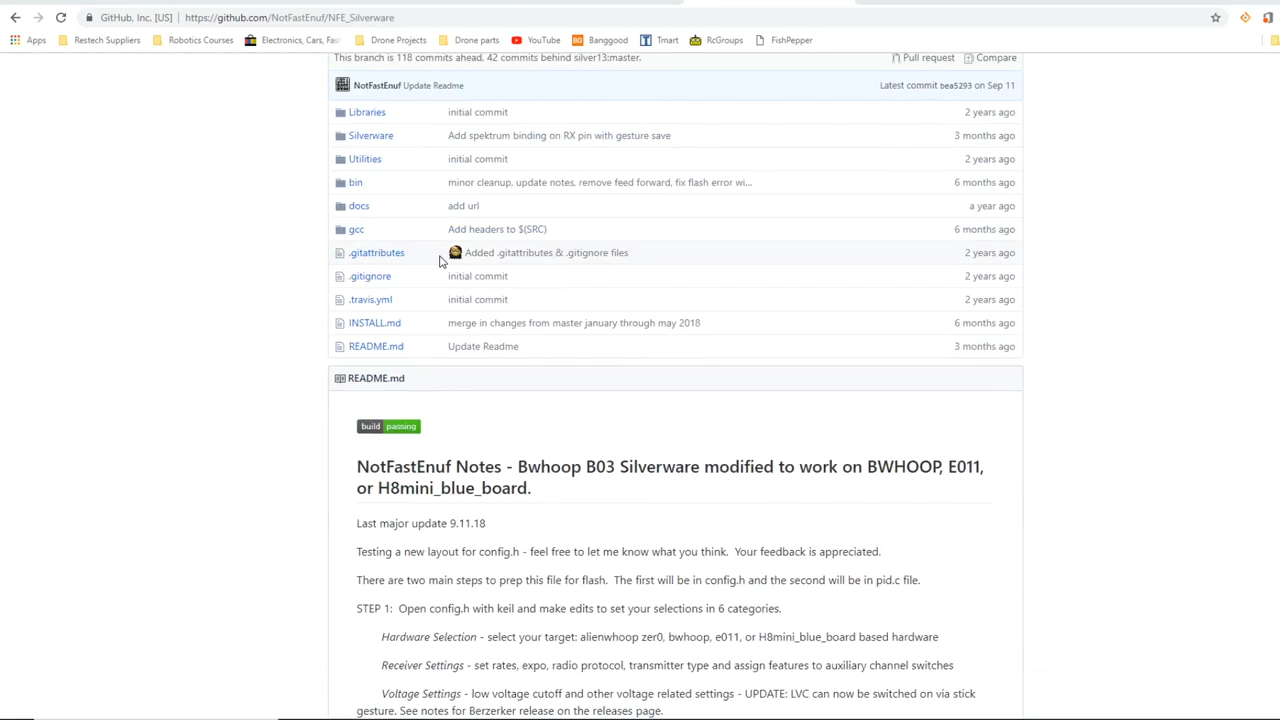 GitHub, Inc. [US] | https://github.com/NotFastEnuf/NFE_Silverware
Apps Restech Suppliers Robotics Courses Electronics, Cars, Fas Drone Projects Drone parts YouTube BG Banggood T Tmart RcGroups FishPepper
This branch is 118 commits ahead, 42 commits behind silver13:master. Pull request Compare
NotFastEnuf Update Readme Latest commit bea5293 on Sep 11
Libraries initial commit 2 years ago
Silverware Add spektrum binding on RX pin with gesture save 3 months ago
Utilities initial commit 2 years ago
bin minor cleanup, update notes, remove feed forward, fix flash error wi... 6 months ago
docs add url a year ago
gcc Add headers to $(SRC) 6 months ago
.gitattributes Added .gitattributes & .gitignore files 2 years ago
.gitignore initial commit 2 years ago
.travis.yml initial commit 2 years ago
INSTALL.md merge in changes from master january through may 2018 6 months ago
README.md Update Readme 3 months ago
README.md
build passing
NotFastEnuf Notes - Bwhoop B03 Silverware modified to work on BWHOOP, E011,
or H8mini_blue_board.
Last major update 9.11.18
Testing a new layout for config.h - feel free to let me know what you think. Your feedback is appreciated.
There are two main steps to prep this file for flash. The first will be in config.h and the second will be in pid.c file.
STEP 1: Open config.h with keil and make edits to set your selections in 6 categories.
Hardware Selection - select your target: alienwhoop zer0, bwhoop, e011, or H8mini_blue_board based hardware
Receiver Settings - set rates, expo, radio protocol, transmitter type and assign features to auxiliary channel switches
Voltage Settings - low voltage cutoff and other voltage related settings - UPDATE: LVC can now be switched on via stick
gesture. See notes for Berzerker release on the releases page.